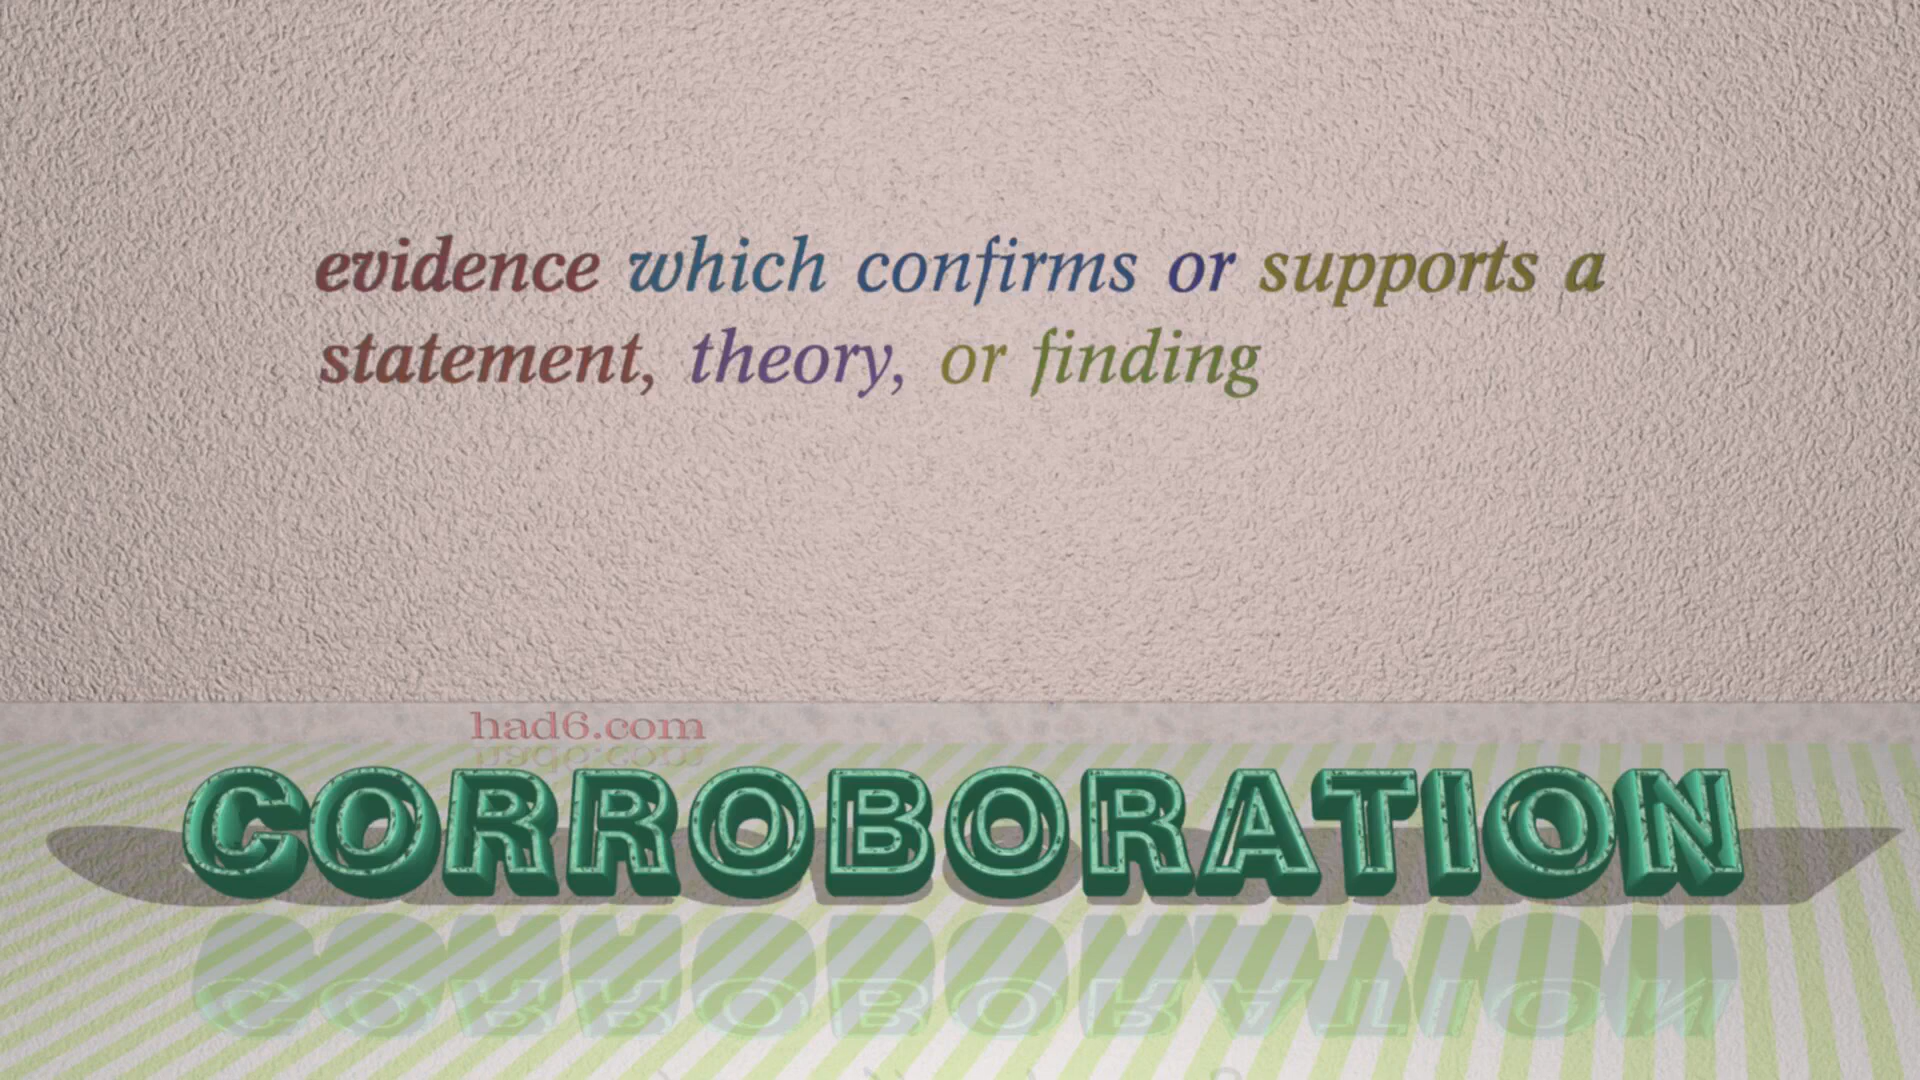 evidence which confirms or supports a
statement, theory, or finding
had6.com
CORROBORATION